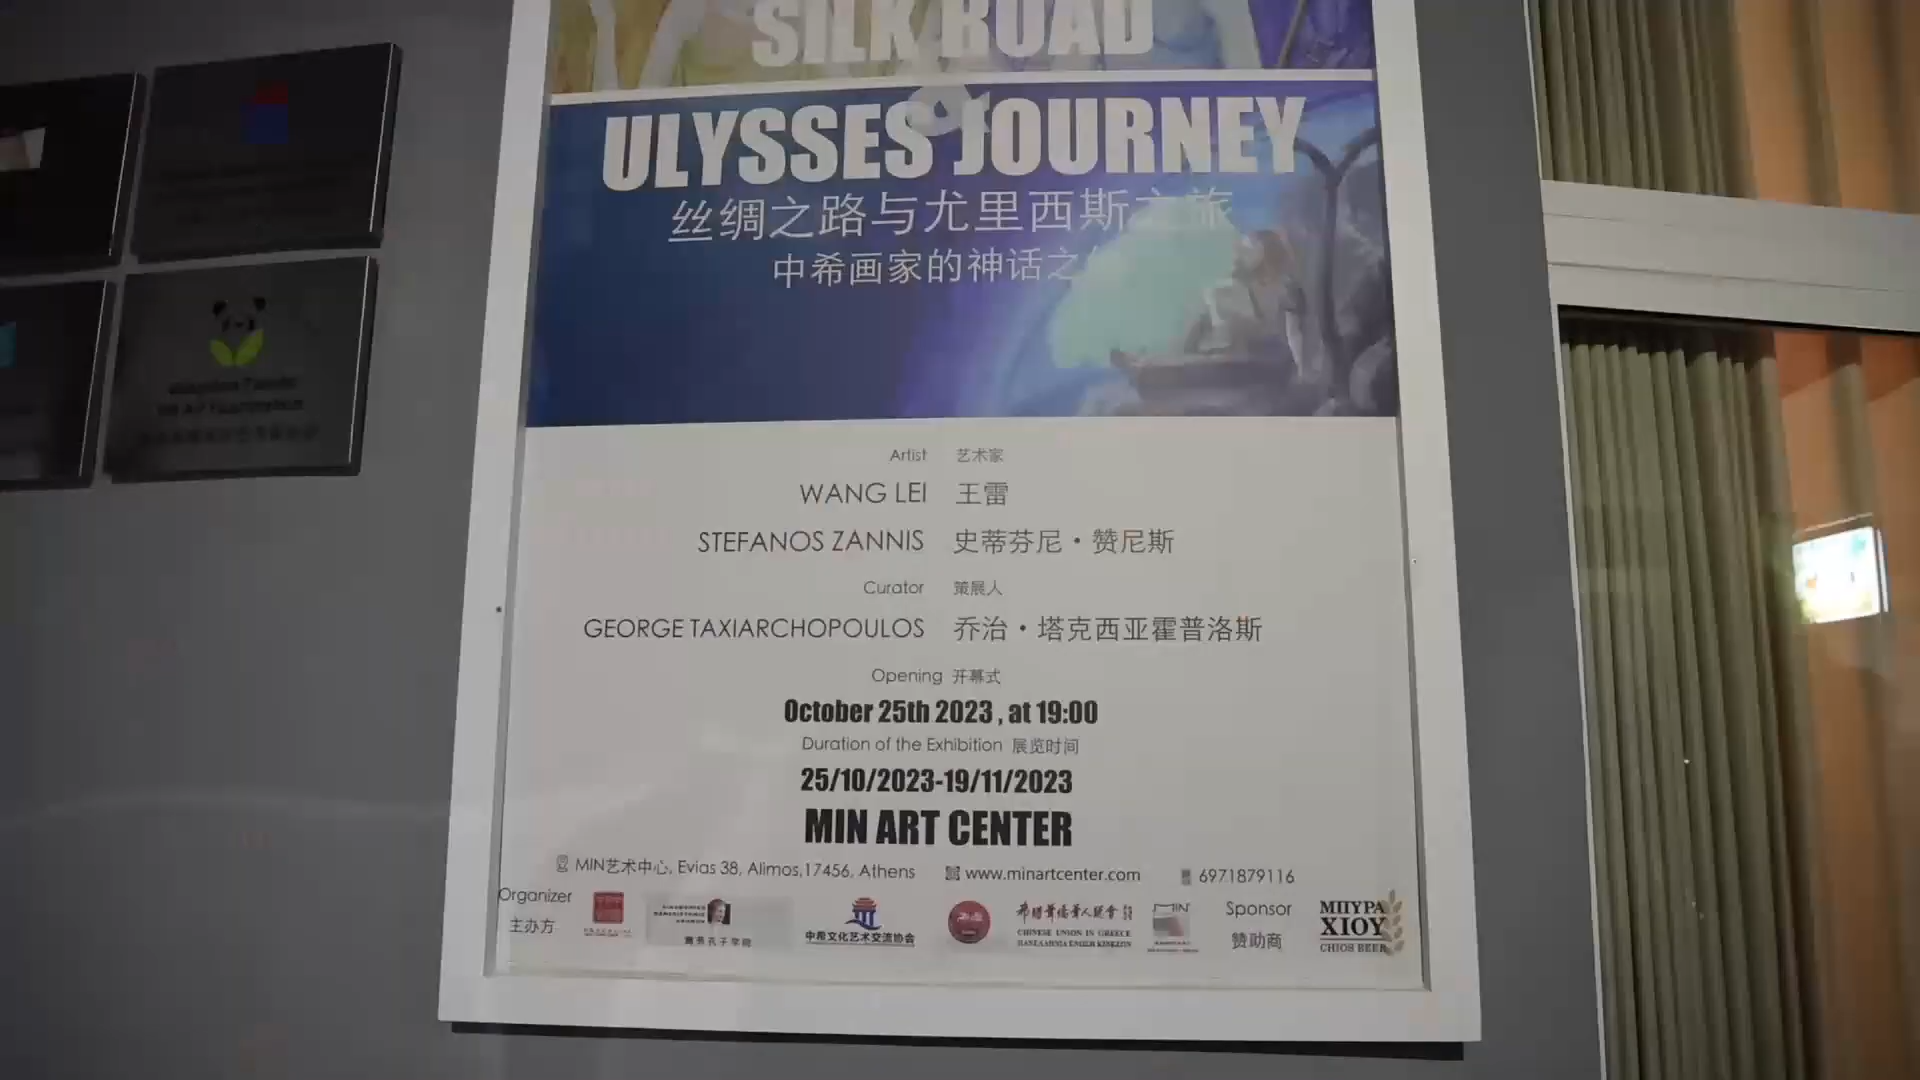 SILK ROAD
&
ULYSSES JOURNEY
丝绸之路与尤里西斯之旅
中希画家的神话之
Artist 艺术家
WANG LEI 王雷
STEFANOS ZANNIS 史蒂芬尼·赞尼斯
Curator 策展人
GEORGE TAXIARCHOPOULOS 乔治·塔克西亚霍普洛斯
Opening 开幕式
October 25th 2023 , at 19:00
Duration of the Exhibition 展览时间
25/10/2023-19/11/2023
MIN ART CENTER
MIN艺术中心, Evias 38, Alimos,17456, Athens www.minartcenter.com 6971879116
Organizer
主办方
中希文化艺术交流协会
CHINESE UNION IN GREECE
MIN
Sponsor
赞助商
ΜΠΥΡΑ
ΧΙΟΥ
CHIOS BEER